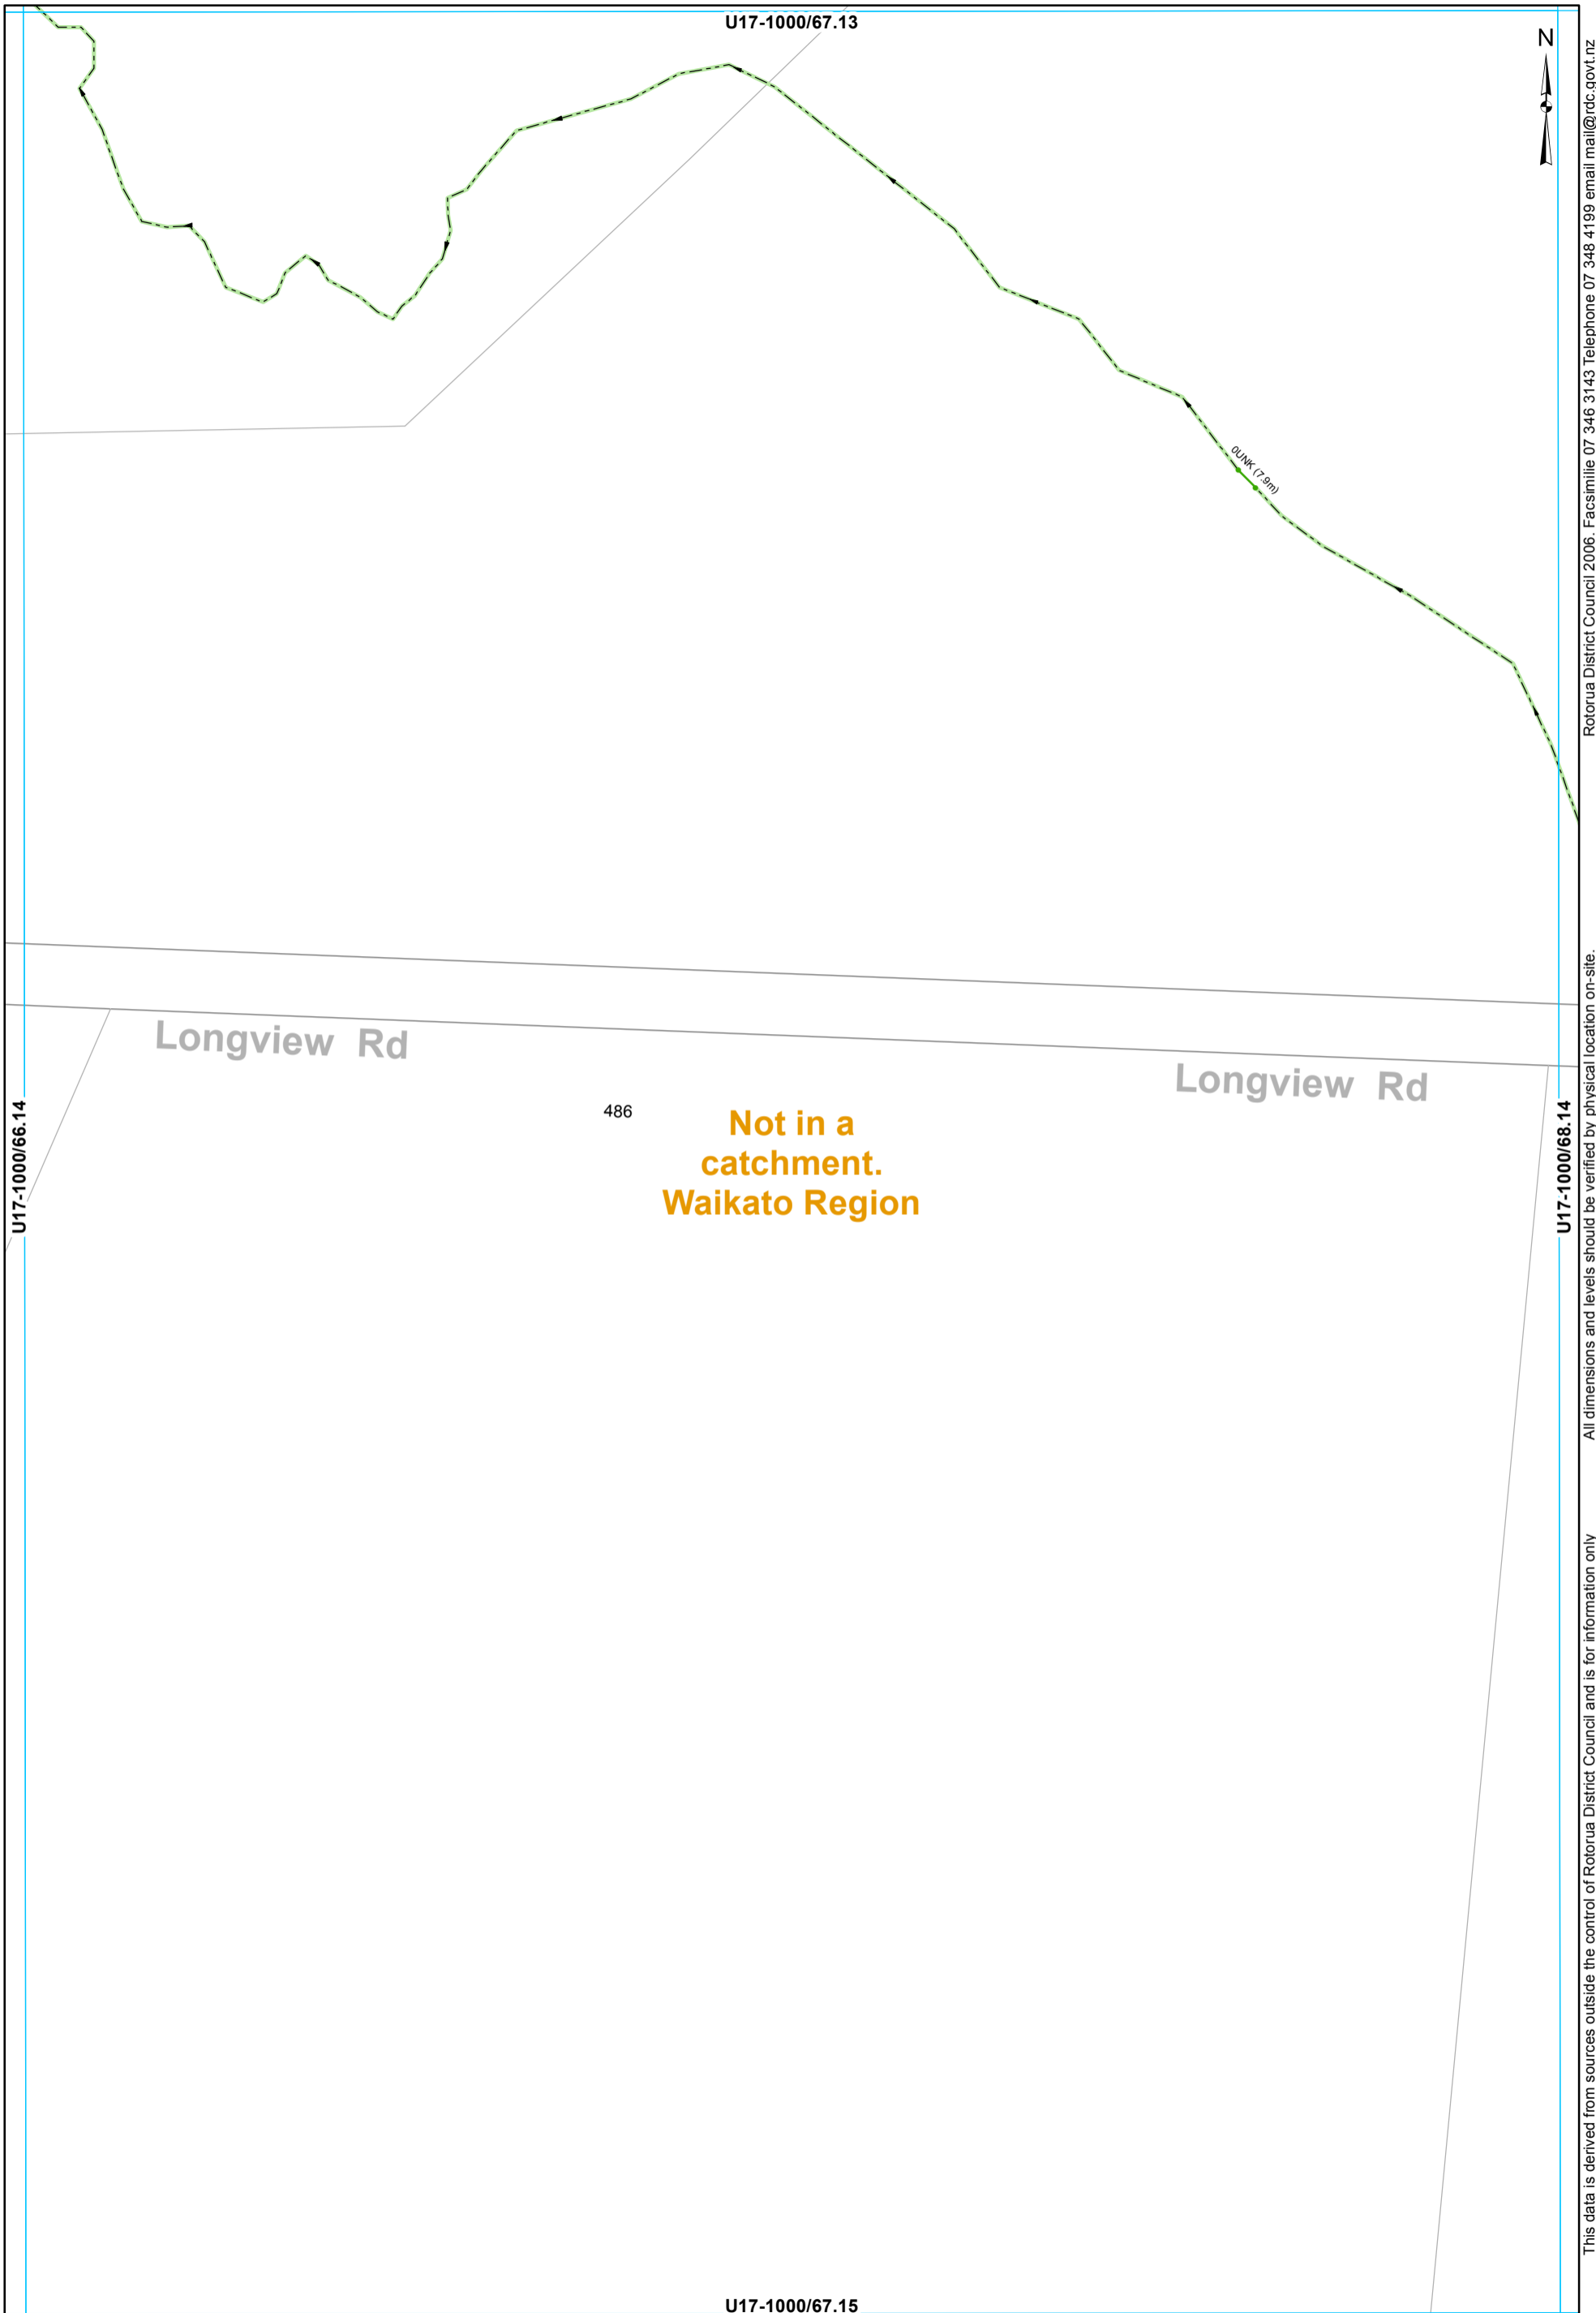 U17-1000/67.13
N
0UNK (7.9m)
Longview Rd
Longview Rd
486
Not in a
catchment.
Waikato Region
U17-1000/66.14
U17-1000/68.14
U17-1000/67.15
This data is derived from sources outside the control of Rotorua District Council and is for information only
All dimensions and levels should be verified by physical location on-site.
Rotorua District Council 2006. Facsimilie 07 346 3143 Telephone 07 348 4199 email mail@rdc.govt.nz